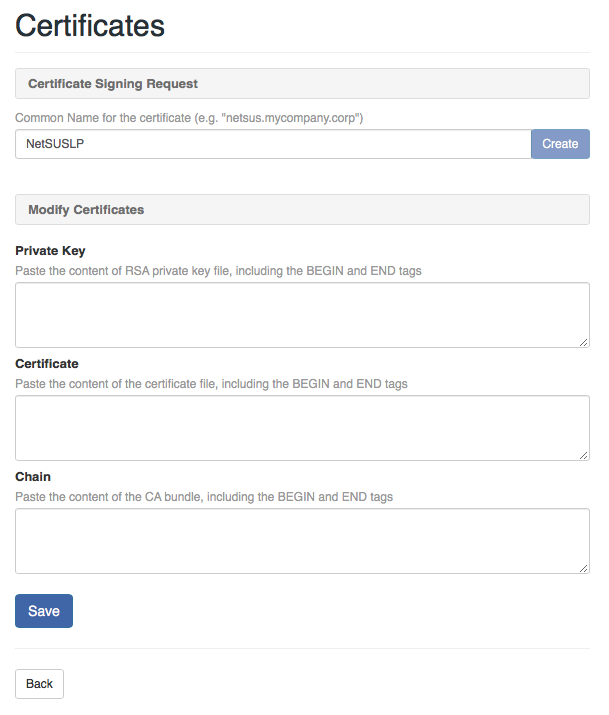 Certificates
Certificate Signing Request
Common Name for the certificate (e.g. "netsus.mycompany.corp")
NetSUSLP
Create
Modify Certificates
Private Key
Paste the content of RSA private key file, including the BEGIN and END tags
Certificate
Paste the content of the certificate file, including the BEGIN and END tags
Chain
Paste the content of the CA bundle, including the BEGIN and END tags
Save
Back